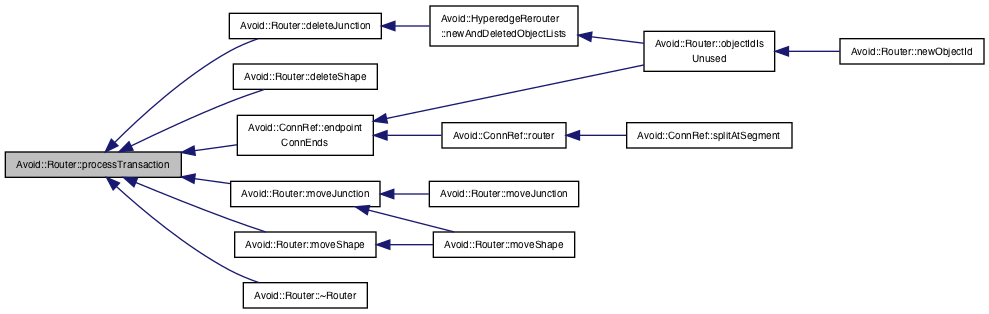 Avoid::Router::processTransaction
Avoid::Router::deleteJunction
Avoid::HyperedgeRerouter
::newAndDeletedObjectLists
Avoid::Router::objectIdIs
Unused
Avoid::Router::newObjectId
Avoid::Router::deleteShape
Avoid::ConnRef::endpoint
ConnEnds
Avoid::ConnRef::router
Avoid::ConnRef::splitAtSegment
Avoid::Router::moveJunction
Avoid::Router::moveJunction
Avoid::Router::moveShape
Avoid::Router::moveShape
Avoid::Router::~Router